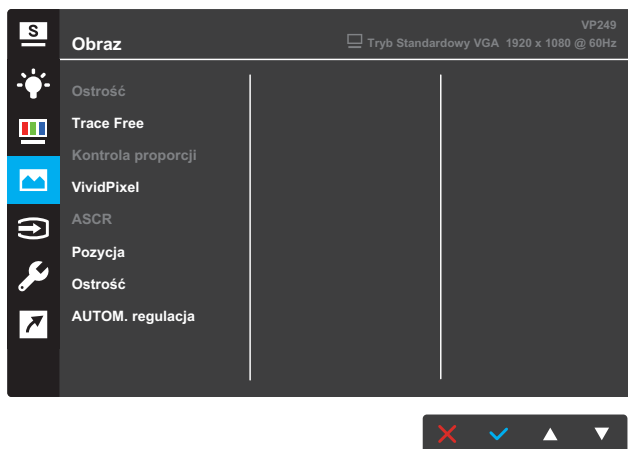 S
VP249
Obraz
Tryb Standardowy VGA 1920 x 1080 @ 60Hz
Ostrość
Trace Free
Kontrola proporcji
VividPixel
ASCR
Pozycja
Ostrość
AUTOM. regulacja